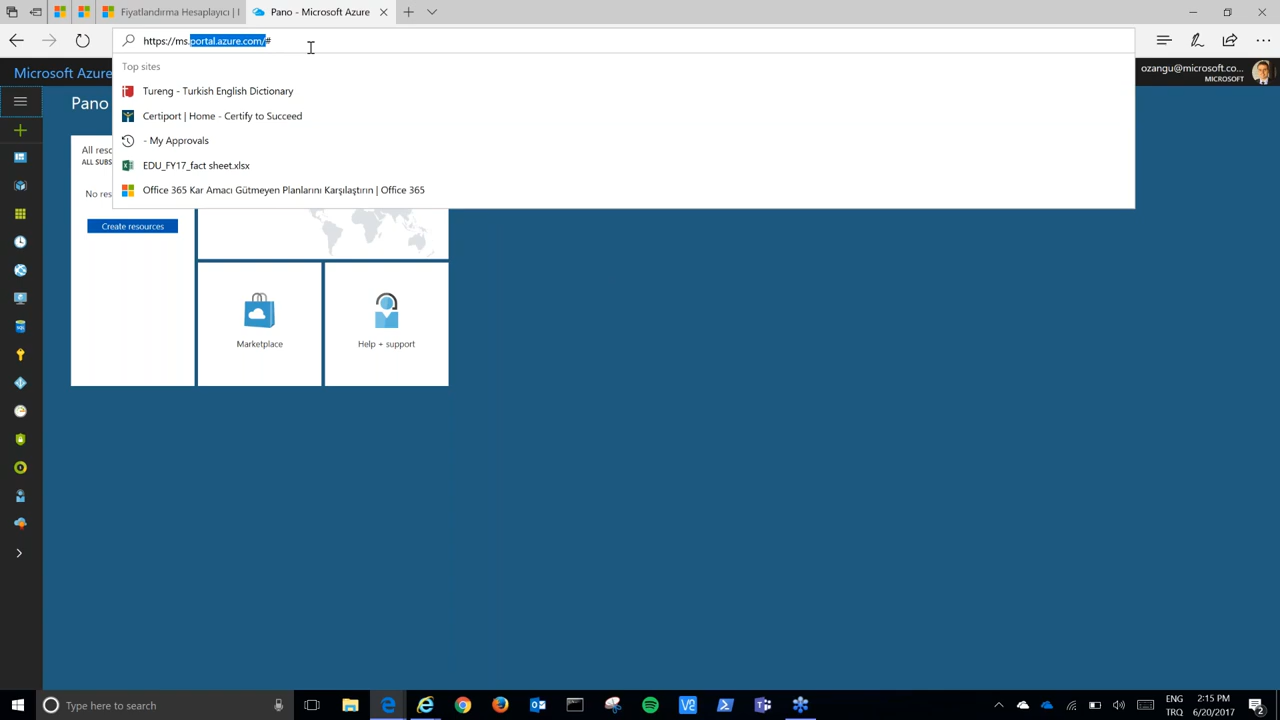 Fiyatlandırma Hesaplayıcı |
Pano - Microsoft Azure
https://ms.portal.azure.com/#
Top sites
Microsoft Azure
ozangu@microsoft.co...
MICROSOFT
Tureng - Turkish English Dictionary
Pano
Certiport | Home - Certify to Succeed
- My Approvals
All reso
ALL SUBS
EDU_FY17_fact sheet.xlsx
No res
Office 365 Kar Amacı Gütmeyen Planlarını Karşılaştırın | Office 365
Create resources
Marketplace
Help + support
Type here to search
ENG
TRQ
2:15 PM
6/20/2017
2